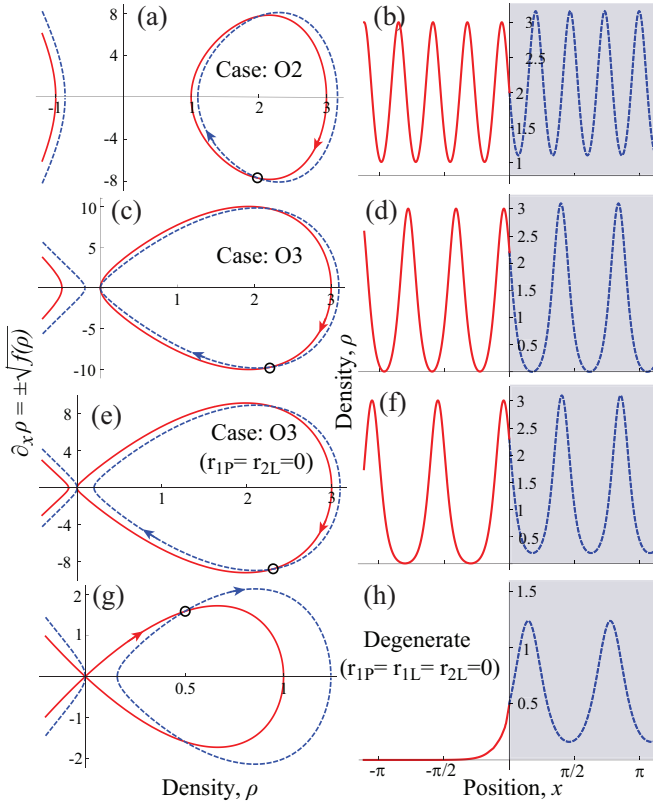 (a)
Case: O2
8
4
-1
1
2
3
-4
-8
(b)
3
2.5
2
1.5
1
(c)
Case: O3
10
5
1
2
3
-5
-10
(d)
3
2.5
2
1.5
1
0.5
∂ₓρ = ±√f(ρ)
Density, ρ
(e)
Case: O3
(r₁P= r₂L=0)
8
4
1
2
3
-4
-8
(f)
3
2.5
2
1.5
1
0.5
(g)
2
1
0.5
1
-1
-2
(h)
Degenerate
(r₁P= r₁L= r₂L=0)
1.5
1
0.5
-π
-π/2
π/2
π
Density, ρ
Position, x